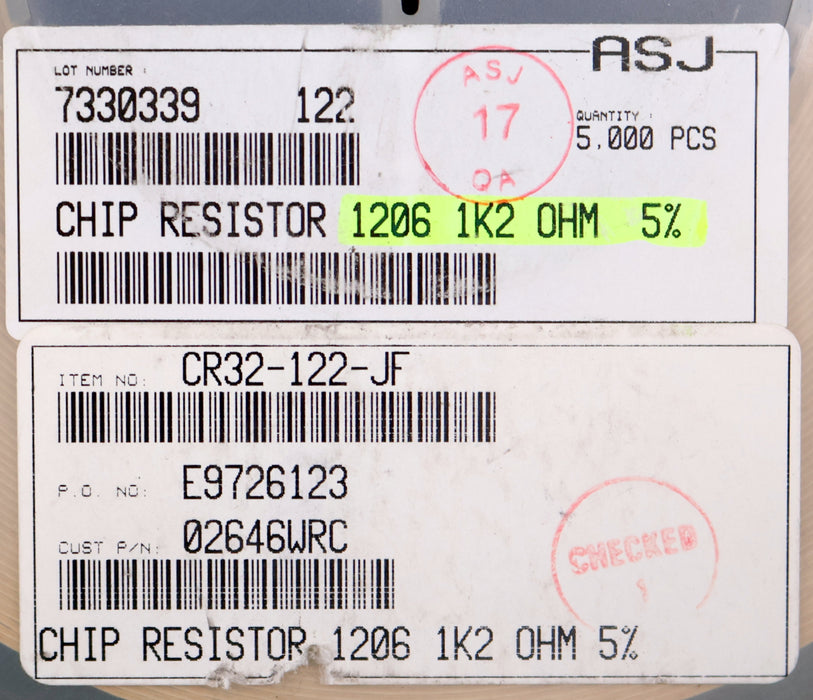 ASJ
LOT NUMBER :
7330339 122
ASJ
17
QA
QUANTITY :
5,000 PCS
CHIP RESISTOR 1206 1K2 OHM 5%
ITEM NO: CR32-122-JF
P.O. NO: E9726123
CUST P/N: 02646WRC
CHECKED
CHIP RESISTOR 1206 1K2 OHM 5%